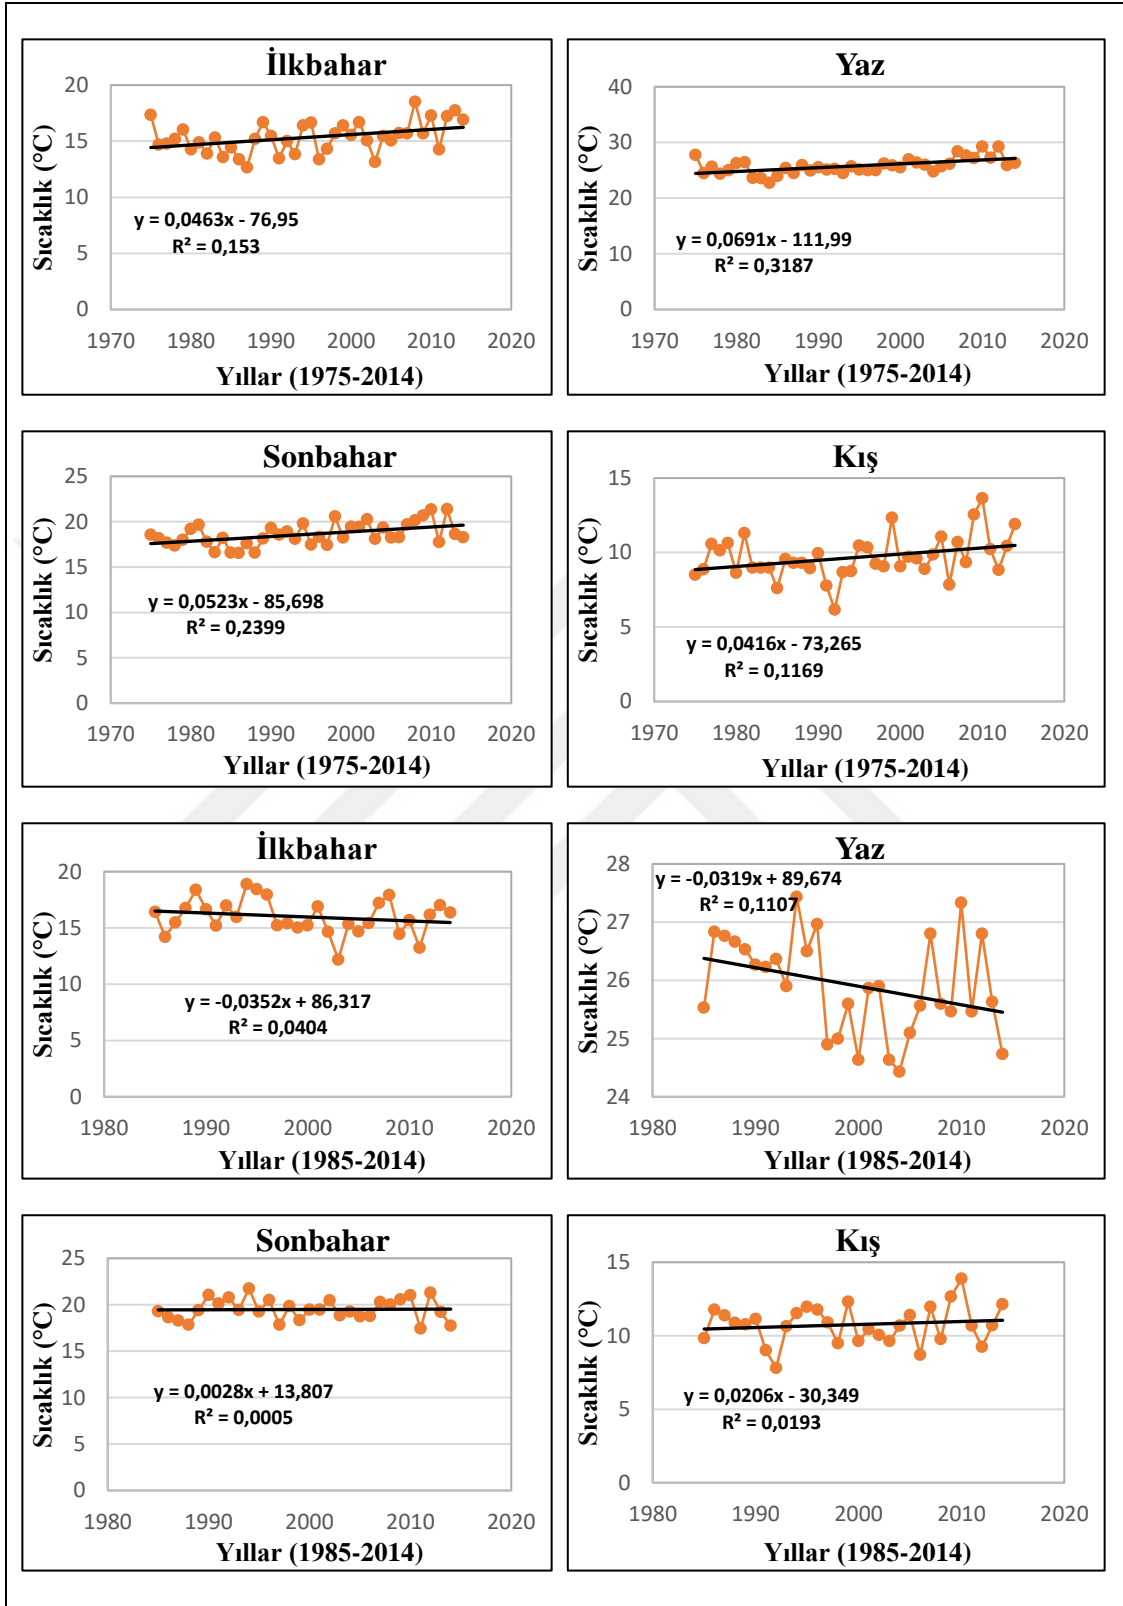 İlkbahar
20
15
10
5
0
y = 0,0463x - 76,95
R² = 0,153
1970 1980 1990 2000 2010 2020
Sıcaklık (°C)
Yıllar (1975-2014)
Yaz
40
30
20
10
0
y = 0,0691x - 111,99
R² = 0,3187
1970 1980 1990 2000 2010 2020
Sıcaklık (°C)
Yıllar (1975-2014)
Sonbahar
25
20
15
10
5
0
y = 0,0523x - 85,698
R² = 0,2399
1970 1980 1990 2000 2010 2020
Sıcaklık (°C)
Yıllar (1975-2014)
Kış
15
10
5
0
y = 0,0416x - 73,265
R² = 0,1169
1970 1980 1990 2000 2010 2020
Sıcaklık (°C)
Yıllar (1975-2014)
İlkbahar
20
15
10
5
0
y = -0,0352x + 86,317
R² = 0,0404
1980 1990 2000 2010 2020
Sıcaklık (°C)
Yıllar (1985-2014)
Yaz
28
27
26
25
24
y = -0,0319x + 89,674
R² = 0,1107
1980 1990 2000 2010 2020
Sıcaklık (°C)
Yıllar (1985-2014)
Sonbahar
25
20
15
10
5
0
y = 0,0028x + 13,807
R² = 0,0005
1980 1990 2000 2010 2020
Sıcaklık (°C)
Yıllar (1985-2014)
Kış
15
10
5
0
y = 0,0206x - 30,349
R² = 0,0193
1980 1990 2000 2010 2020
Sıcaklık (°C)
Yıllar (1985-2014)